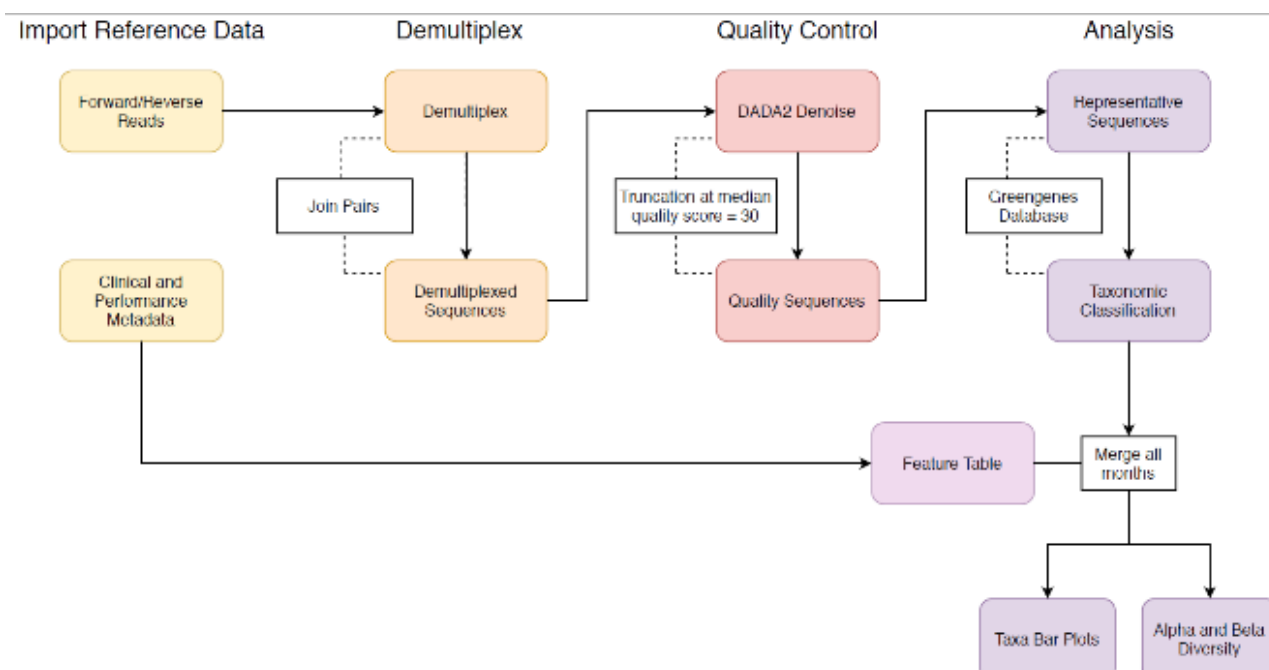 Import Reference Data
Demultiplex
Quality Control
Analysis
Forward/Reverse
Reads
Demultiplex
DADA2 Denoise
Representative
Sequences
Join Pairs
Truncation at median
quality score = 30
Greengenes
Database
Clinical and
Performance
Metadata
Demultiplexed
Sequences
Quality Sequences
Taxonomic
Classification
Feature Table
Merge all
months
Taxa Bar Plots
Alpha and Beta
Diversity